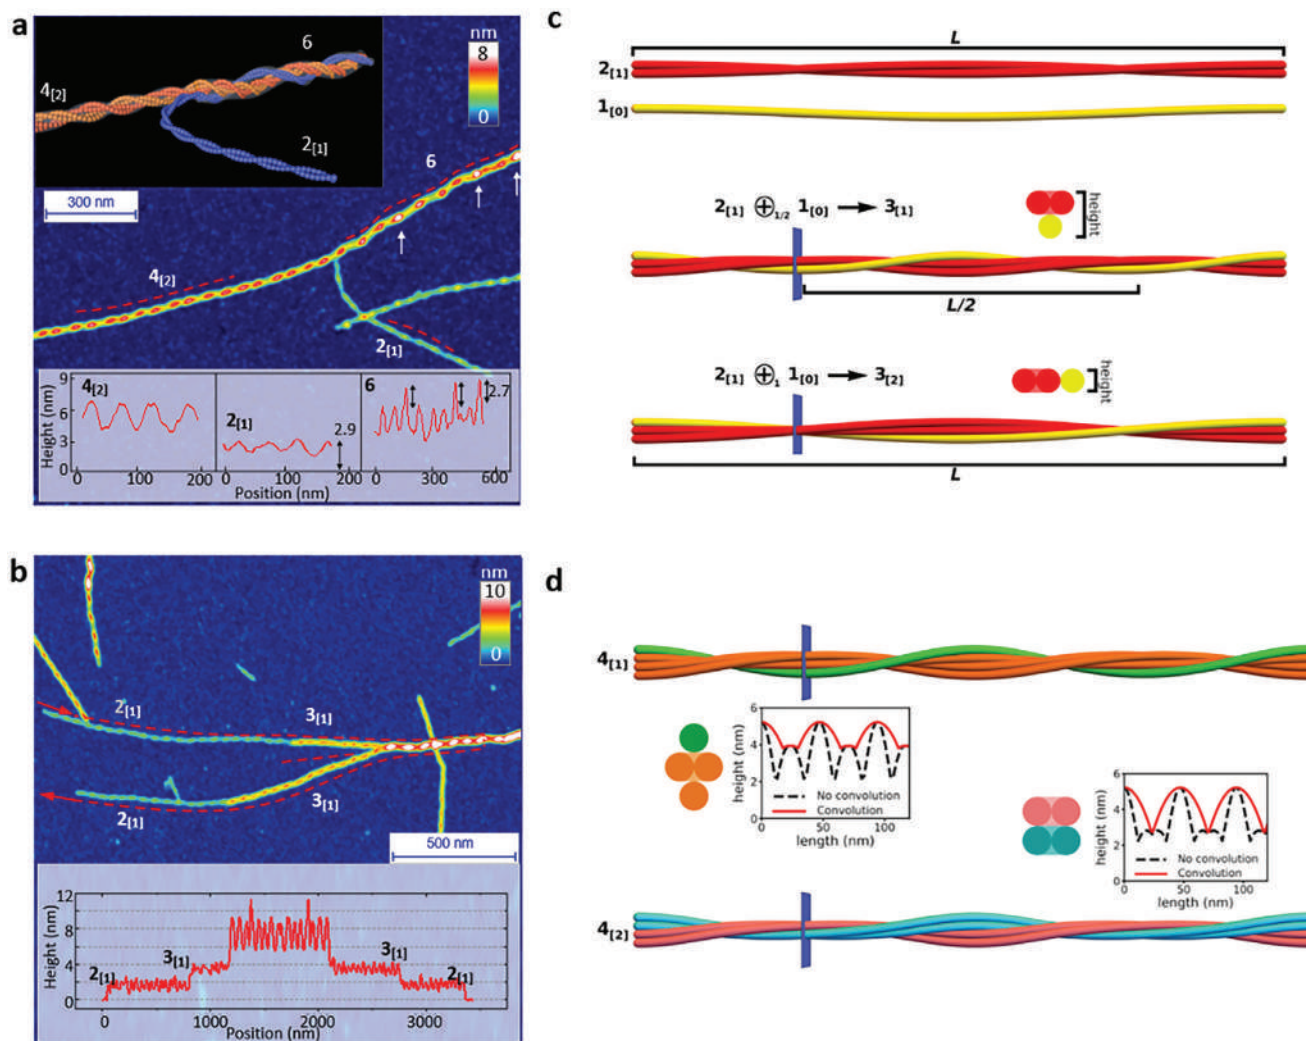 a
nm
8
0
6
4[2]
2[1]
300 nm
6
4[2]
2[1]
Height (nm)
9
6
3
0
4[2]
2[1]
2.9
6
2.7
0 100 200
0 100 200
0 300 600
Position (nm)
b
nm
10
0
2[1]
3[1]
3[1]
2[1]
500 nm
Height (nm)
12
8
4
0
2[1]
3[1]
3[1]
2[1]
0 1000 2000 3000
Position (nm)
c
L
2[1]
1[0]
2[1] ⊕1/2 1[0] → 3[1]
height
L/2
2[1] ⊕1 1[0] → 3[2]
height
L
d
4[1]
height (nm)
6
4
2
0
No convolution
Convolution
0 50 100
length (nm)
height (nm)
6
4
2
0
No convolution
Convolution
0 50 100
length (nm)
4[2]